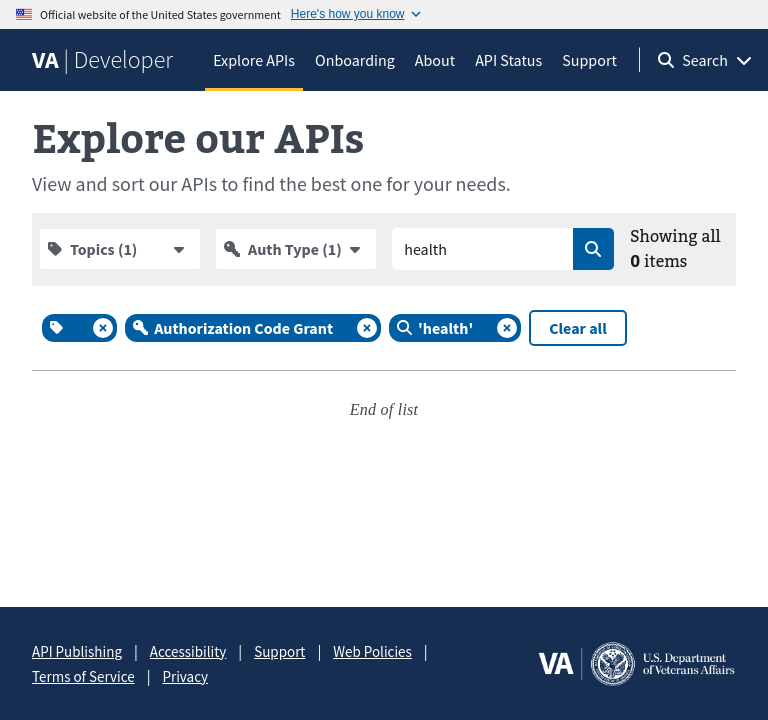 Official website of the United States government Here's how you know
VA | Developer Explore APIs Onboarding About API Status Support Search
Explore our APIs
View and sort our APIs to find the best one for your needs.
Topics (1) Auth Type (1) health
Showing all
0 items
Authorization Code Grant 'health' Clear all
End of list
API Publishing | Accessibility | Support | Web Policies |
Terms of Service | Privacy
VA U.S. Department
of Veterans Affairs